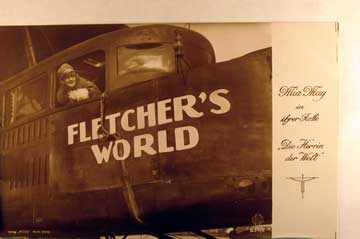 FLETCHER'S
WORLD
Mia May
in
ihrer Rolle
„Die Herrin
der Welt"